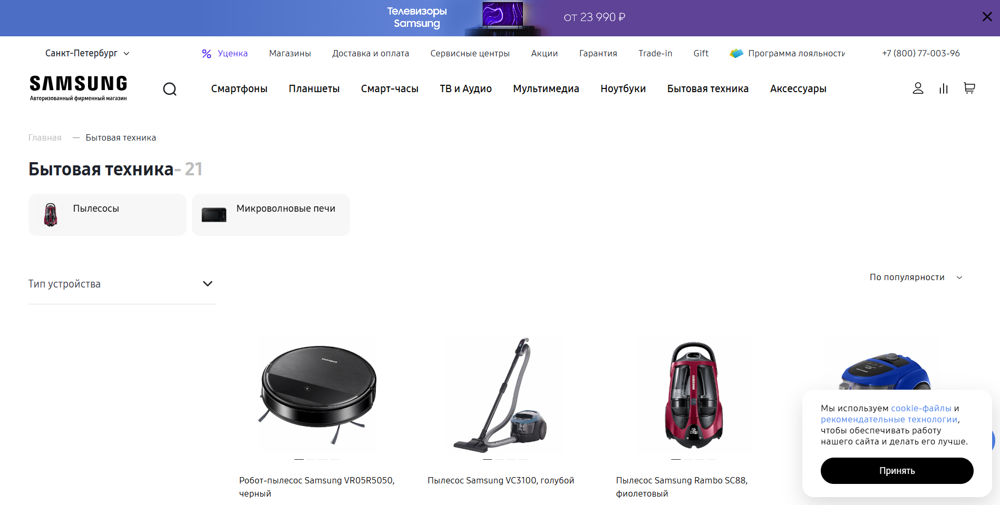 Телевизоры
Samsung
от 23 990 ₽
Санкт-Петербург
Уценка
Магазины
Доставка и оплата
Сервисные центры
Акции
Гарантия
Trade-in
Gift
Программа лояльности
+7 (800) 77-003-96
SAMSUNG
Авторизованный фирменный магазин
Смартфоны
Планшеты
Смарт-часы
ТВ и Аудио
Мультимедиа
Ноутбуки
Бытовая техника
Аксессуары
Главная — Бытовая техника
Бытовая техника- 21
Пылесосы
Микроволновые печи
Тип устройства
По популярности
SAMSUNG
SAMSUNG
TWIN
Робот-пылесос Samsung VR05R5050,
черный
Пылесос Samsung VC3100, голубой
Пылесос Samsung Rambo SC88,
фиолетовый
Мы используем cookie-файлы и
рекомендательные технологии,
чтобы обеспечивать работу
нашего сайта и делать его лучше.
Принять